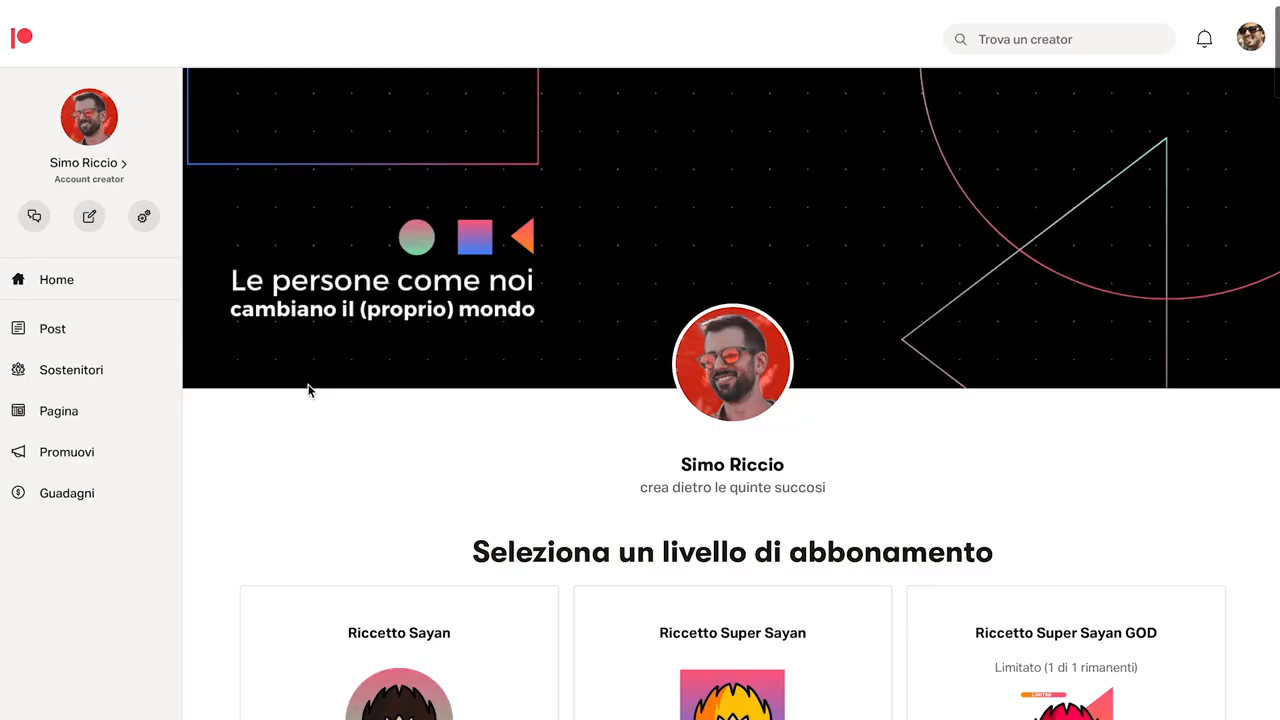 Trova un creator
Simo Riccio
Account creator
Home
Post
Sostenitori
Pagina
Promuovi
Guadagni
Le persone come noi
cambiano il (proprio) mondo
Simo Riccio
crea dietro le quinte succosi
Seleziona un livello di abbonamento
Riccetto Sayan
Riccetto Super Sayan
Riccetto Super Sayan GOD
Limitato (1 di 1 rimanenti)
LIMITED